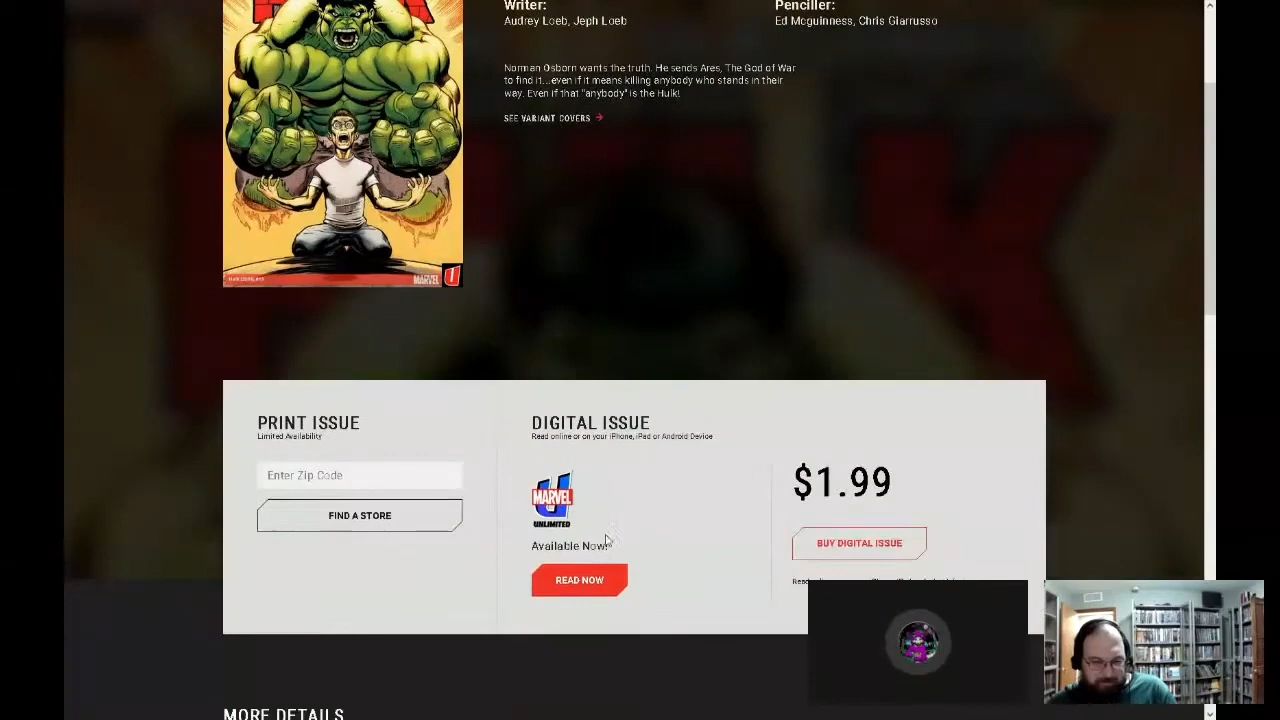 Writer:
Audrey Loeb, Jeph Loeb
Penciller:
Ed Mcguinness, Chris Giarrusso
Norman Osborn wants the truth. He sends Ares, The God of War
to find it...even if it means killing anybody who stands in their
way. Even if that "anybody" is the Hulk!
SEE VARIANT COVERS
MARVEL
PRINT ISSUE
Limited Availability
Enter Zip Code
FIND A STORE
DIGITAL ISSUE
Read online or on your iPhone, iPad or Android Device
MARVEL
UNLIMITED
Available Now!
READ NOW
$1.99
BUY DIGITAL ISSUE
MORE DETAILS